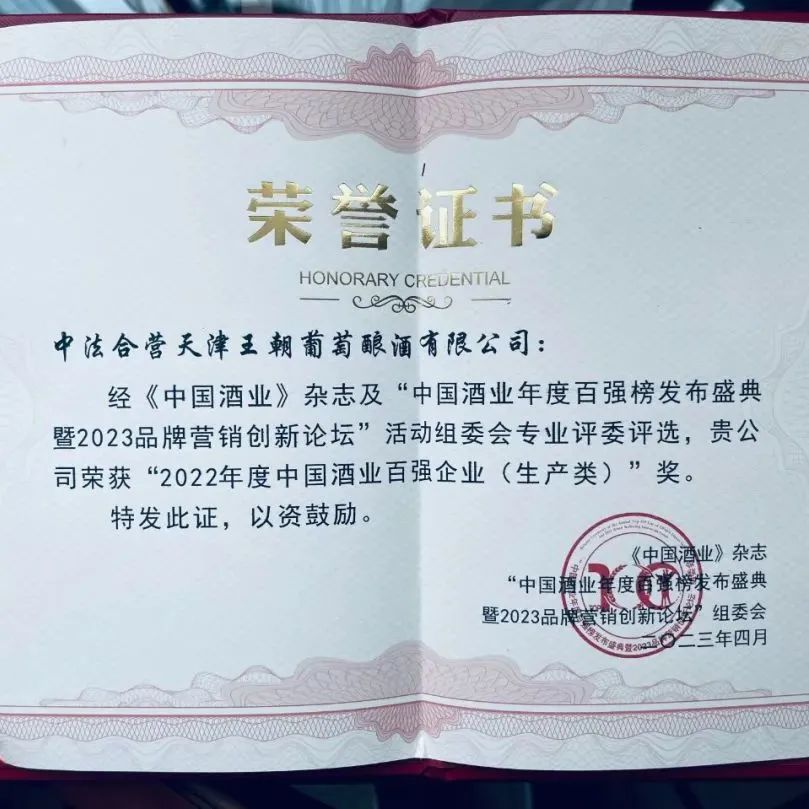 荣誉证书
HONORARY CREDENTIAL
中法合营天津王朝葡萄酿酒有限公司：
经《中国酒业》杂志及“中国酒业年度百强榜发布盛典
暨2023品牌营销创新论坛”活动组委会专业评委评选，贵公
司荣获“2022年度中国酒业百强企业（生产类）”奖。
特发此证，以资鼓励。
《中国酒业》杂志
“中国酒业年度百强榜发布盛典
暨2023品牌营销创新论坛”组委会
二〇二三年四月